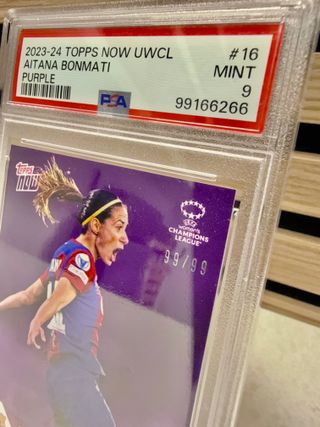 2023-24 TOPPS NOW UWCL #16
AITANA BONMATI MINT
PURPLE 9
PSA 99166266
TOPPS
NOW
UEFA
WOMEN'S
CHAMPIONS
LEAGUE
99/99